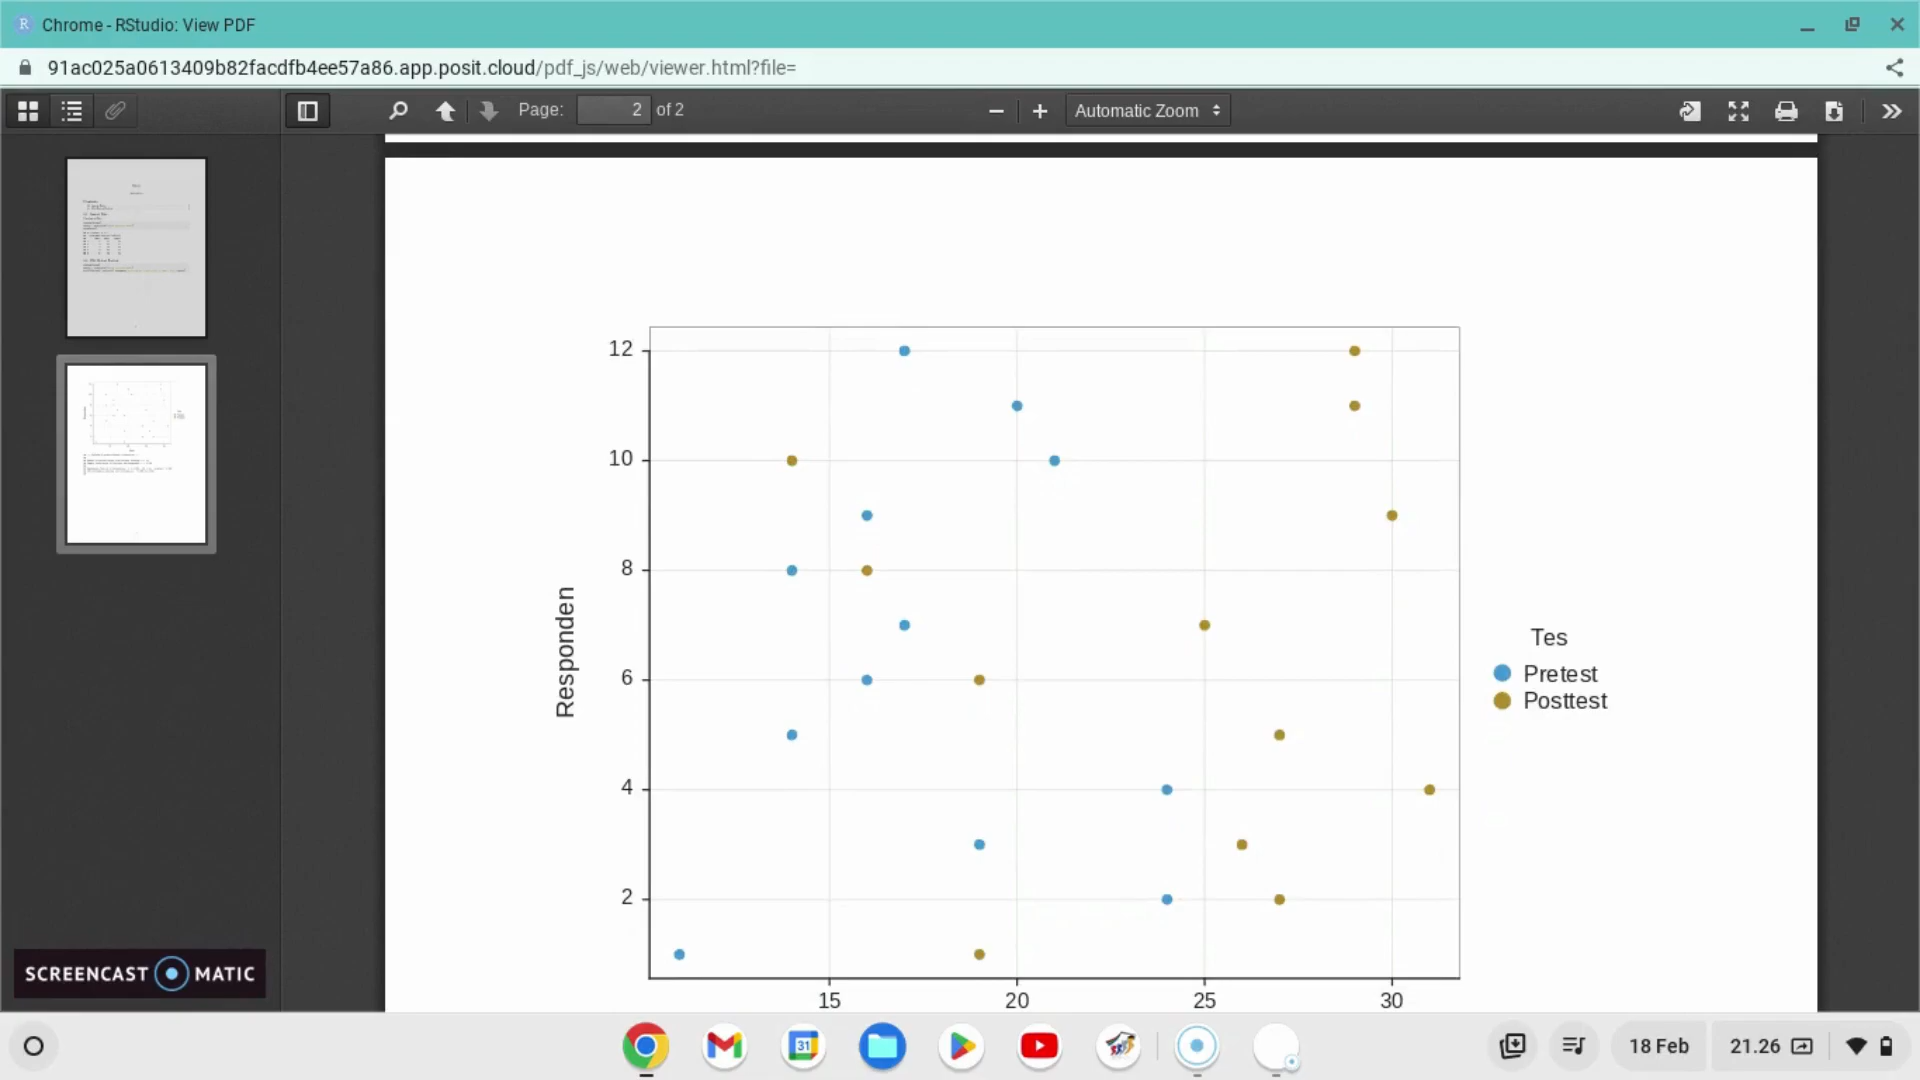 Chrome - RStudio: View PDF
91ac025a0613409b82facdfb4ee57a86.app.posit.cloud/pdf_js/web/viewer.html?file=
Page: 2 of 2
Automatic Zoom
12
10
8
6
4
2
Responden
15 20 25 30
Tes
Pretest
Posttest
SCREENCAST MATIC
31
18 Feb
21.26